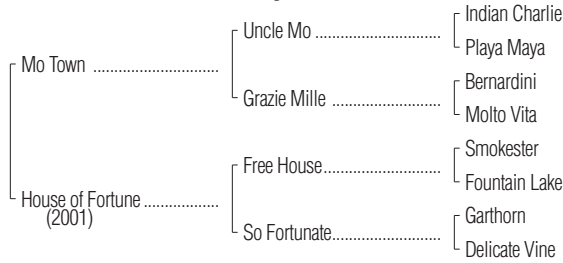 Indian Charlie
Uncle Mo ...............................
Playa Maya
Mo Town ...............................
Bernardini
Grazie Mille ...........................
Molto Vita
Smokester
Free House............................
Fountain Lake
House of Fortune ..................
(2001)
Garthorn
So Fortunate..........................
Delicate Vine